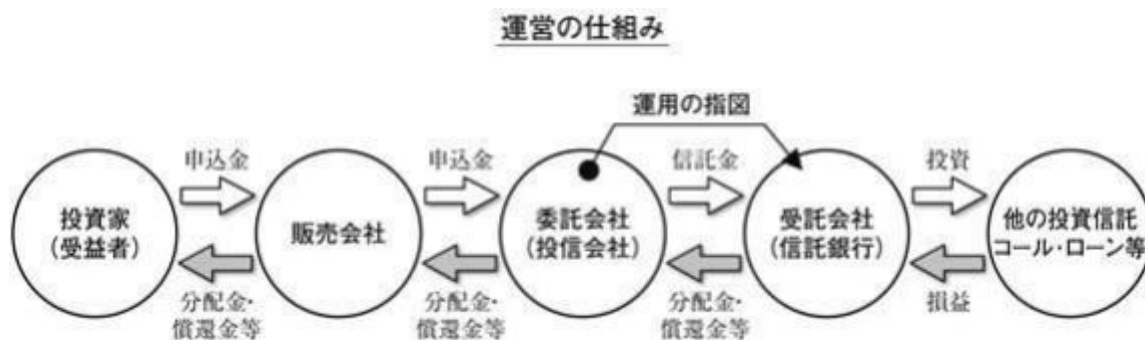 運営の仕組み
運用の指図
申込金
申込金
信託金
投資
投資家
(受益者)
販売会社
委託会社
(投信会社)
受託会社
(信託銀行)
他の投資信託
コール・ローン等
分配金・
償還金等
分配金・
償還金等
分配金・
償還金等
損益